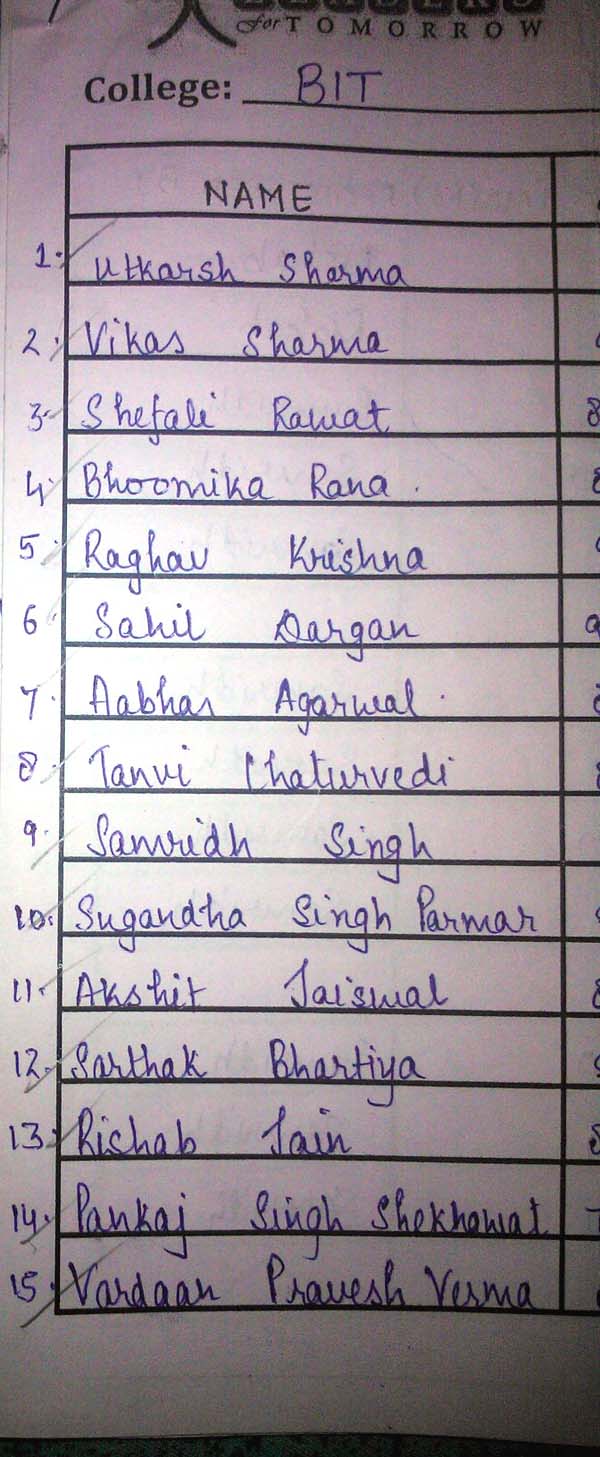 for TOMORROW
College: BIT
NAME
1. Utkarsh Sharma
2. Vikas Sharma
3. Shefali Rawat
4. Bhoomika Rana.
5. Raghav Krishna
6. Sahil Dargan
7. Aabhas Agarwal.
8. Tanvi Chaturvedi
9. Samridh Singh
10. Sugandha Singh Parmar
11. Akshit Jaiswal
12. Sarthak Bhartiya
13. Rishab Jain
14. Pankaj Singh Shekhawat
15. Vardaan Pravesh Verma